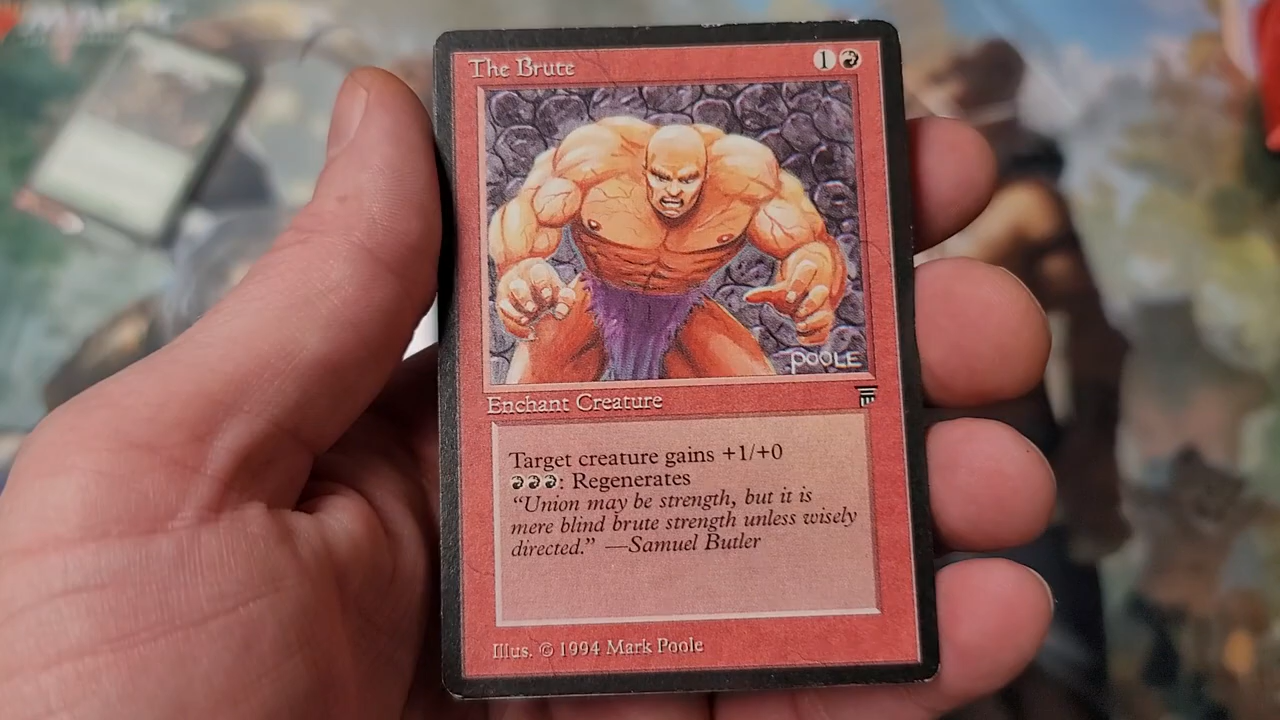 The Brute 1
POOLE
Enchant Creature
Target creature gains +1/+0
: Regenerates
“Union may be strength, but it is
mere blind brute strength unless wisely
directed.” —Samuel Butler
Illus. © 1994 Mark Poole